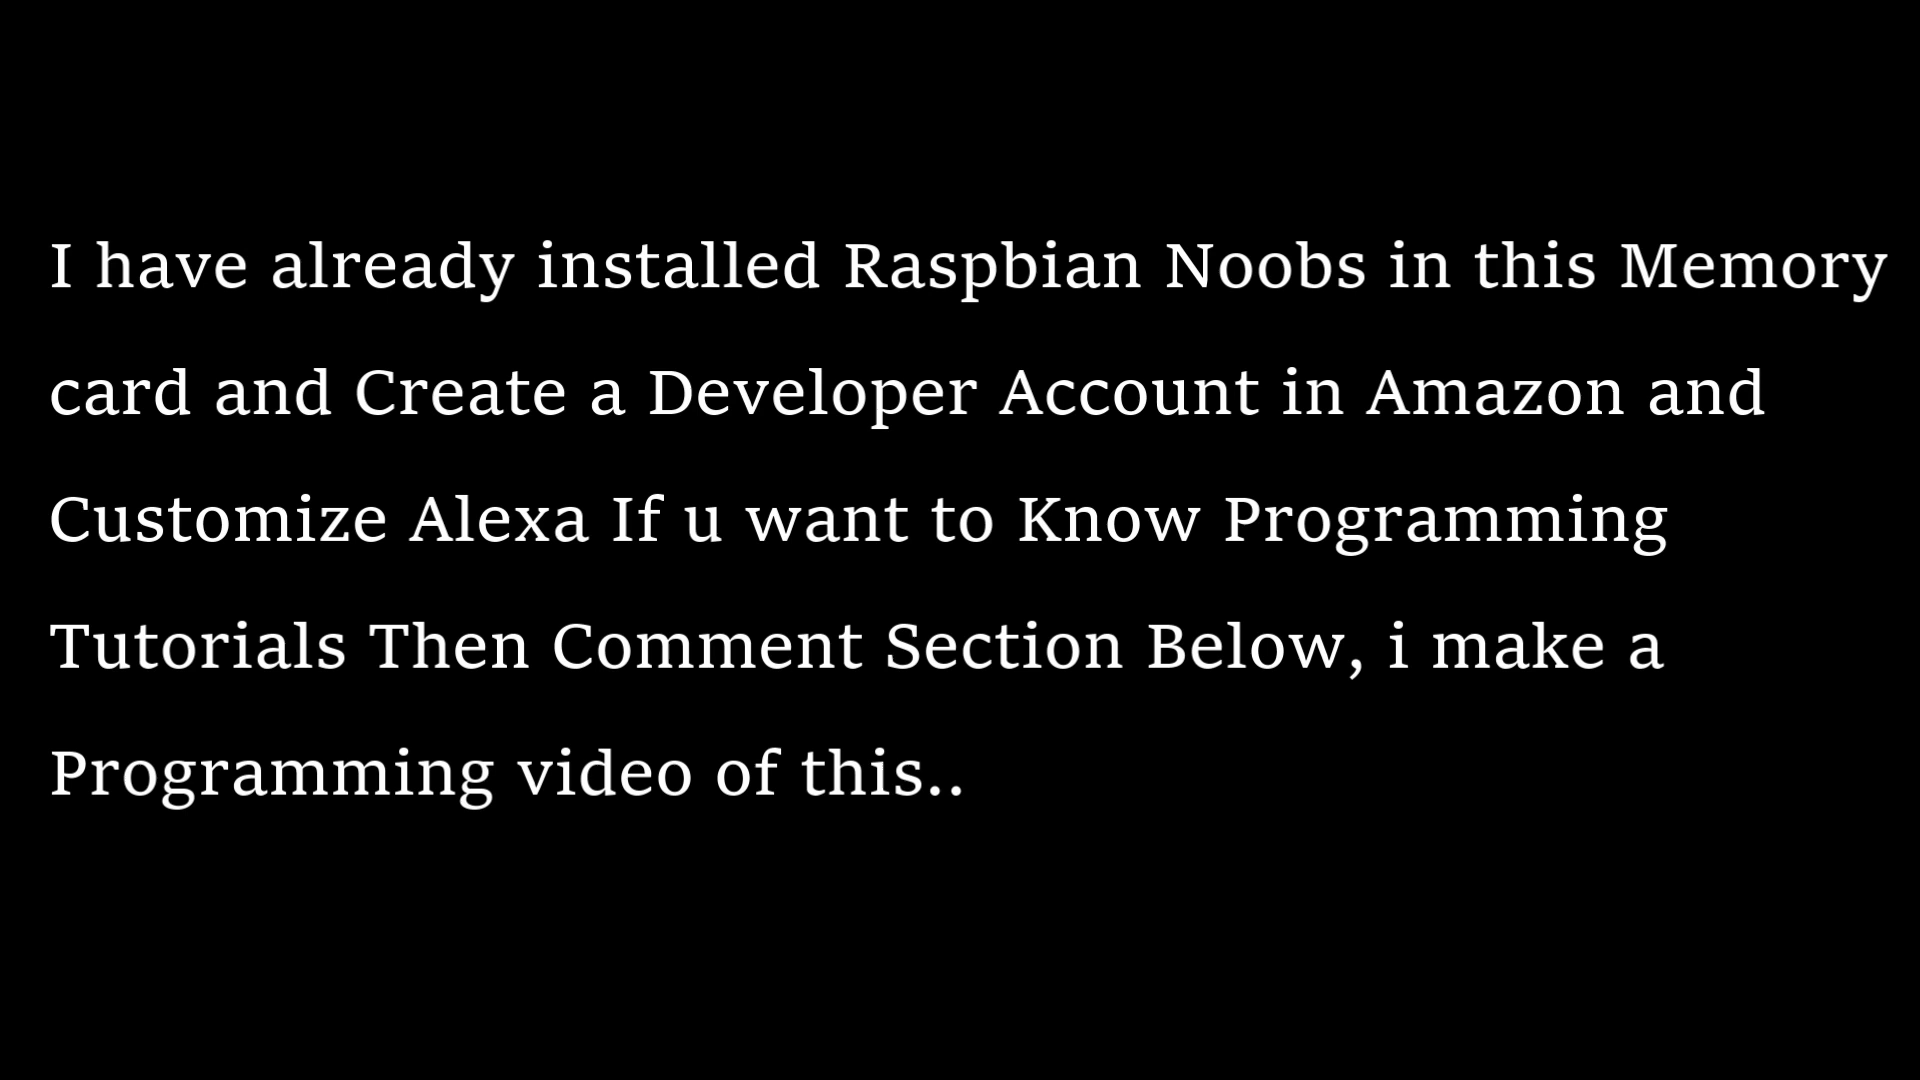 I have already installed Raspbian Noobs in this Memory
card and Create a Developer Account in Amazon and
Customize Alexa If u want to Know Programming
Tutorials Then Comment Section Below, i make a
Programming video of this..